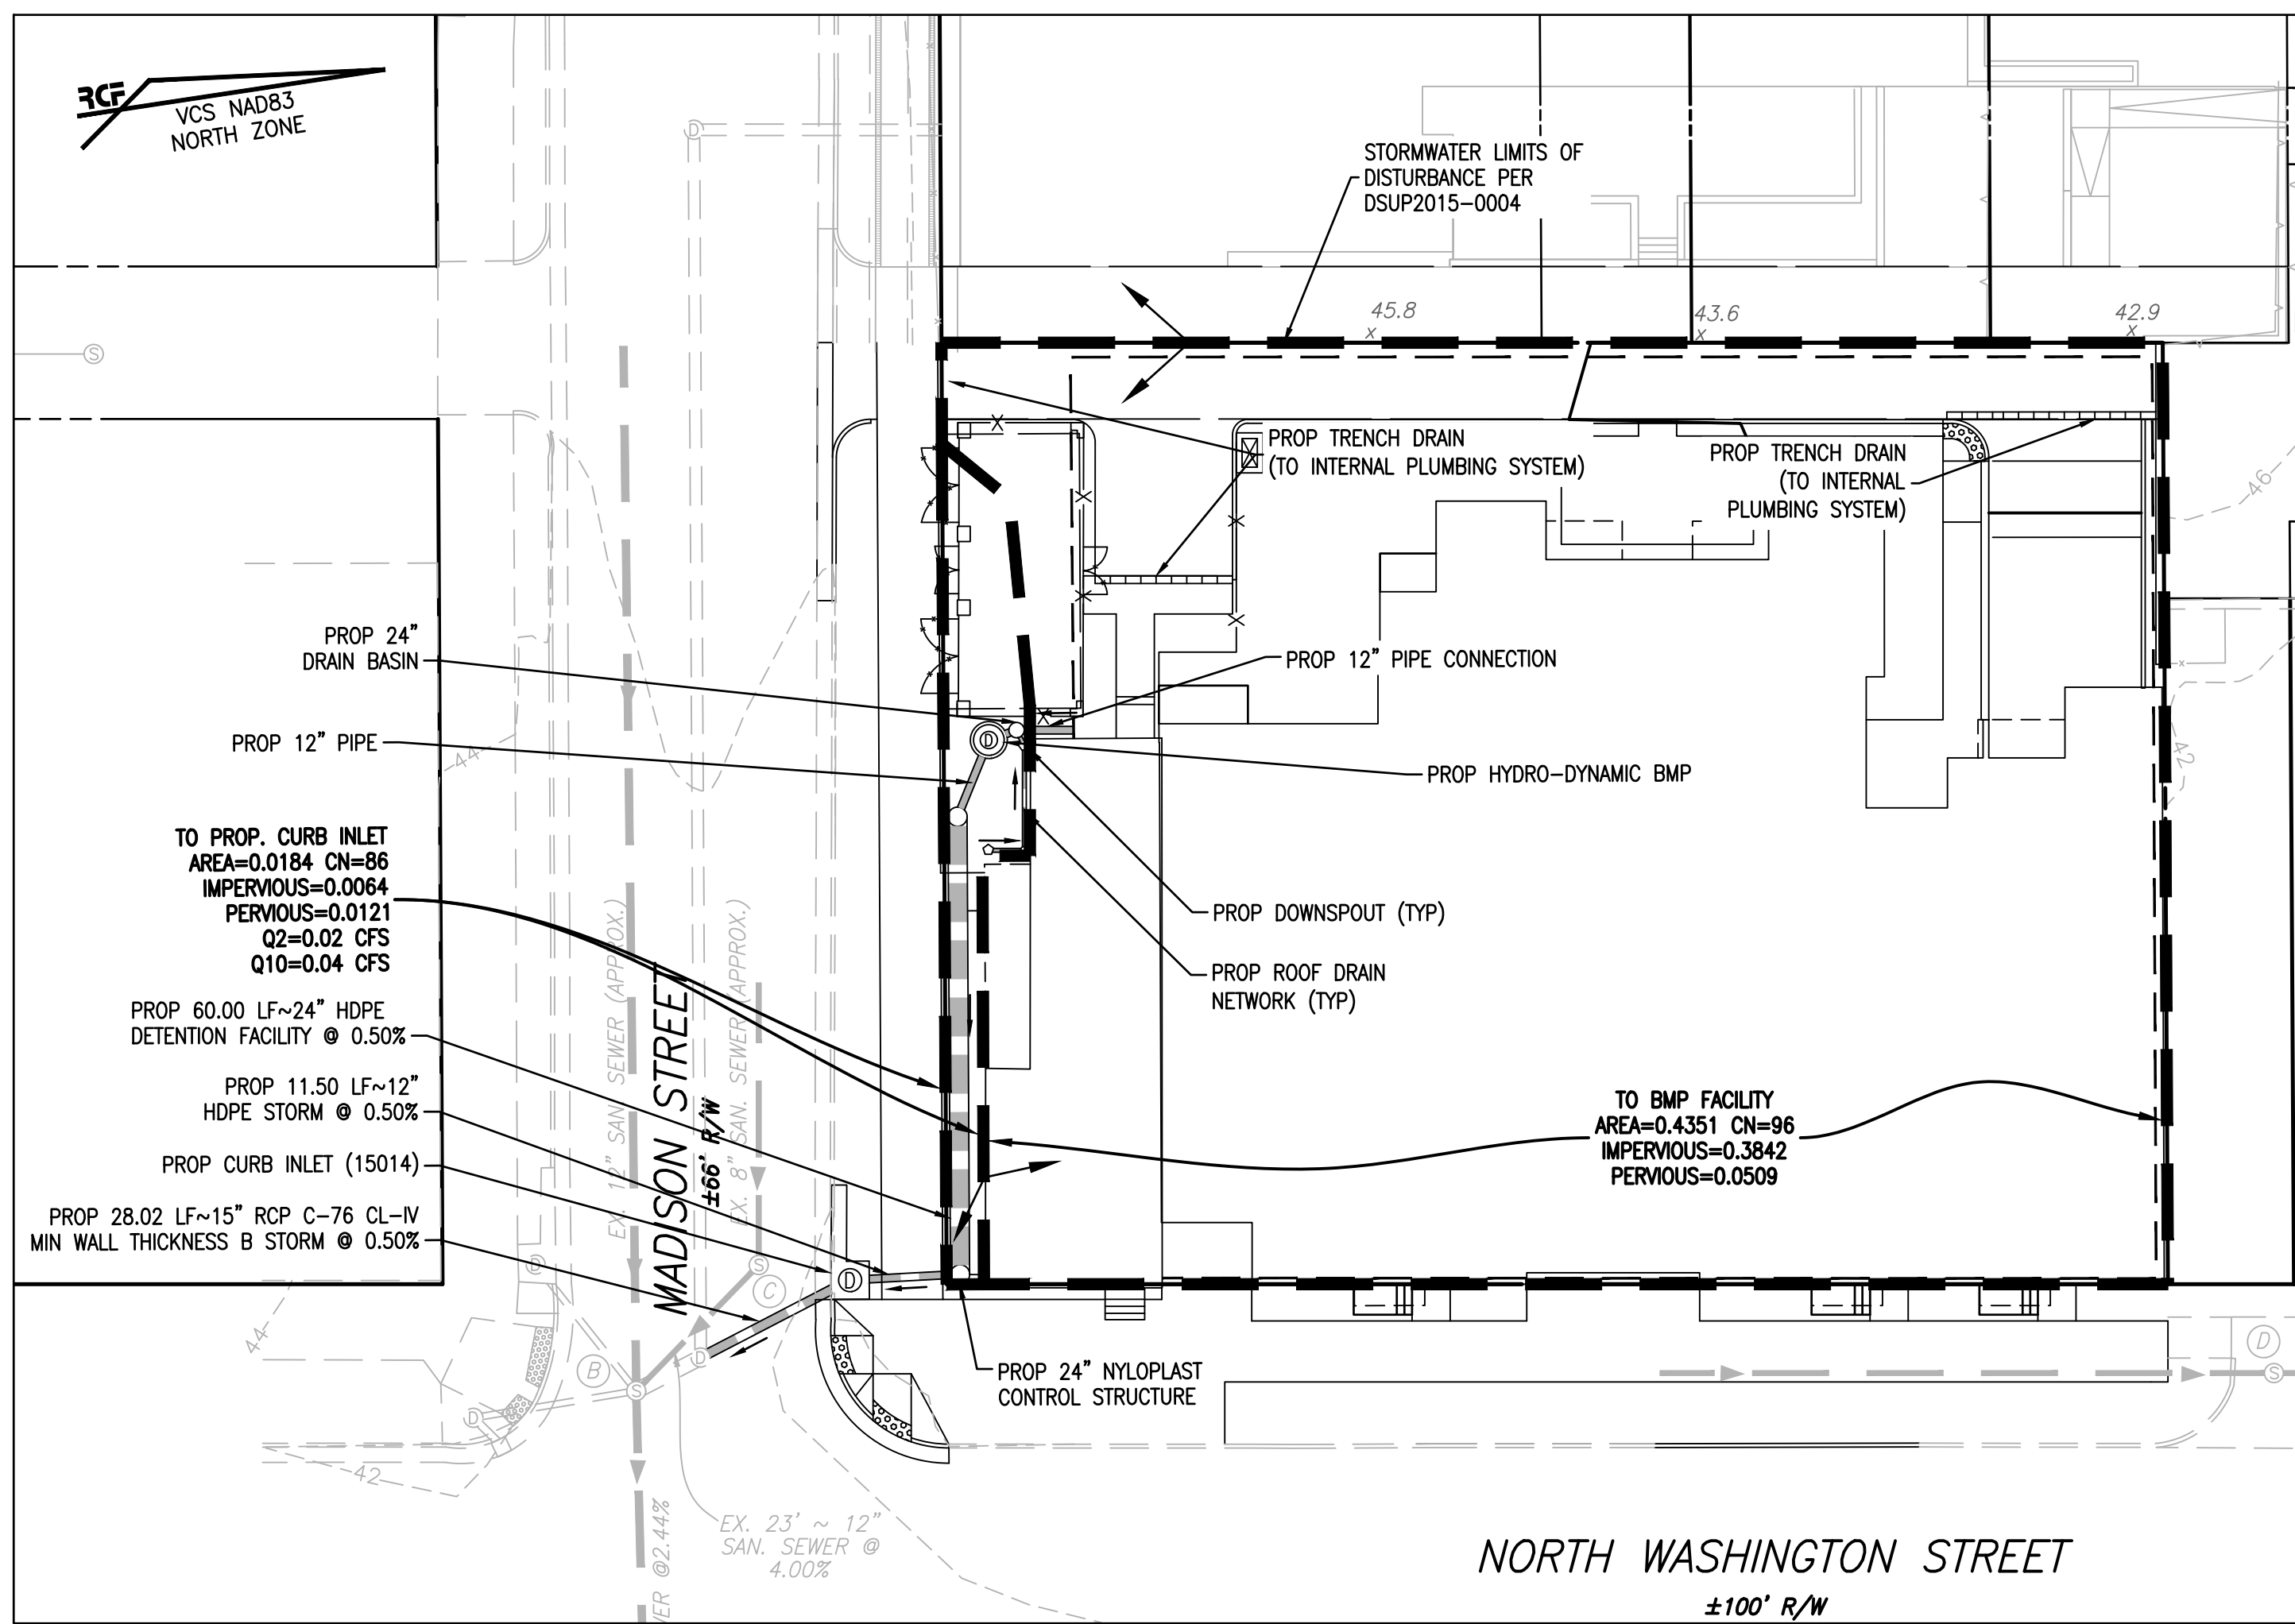 RCF
VCS NAD83
NORTH ZONE
D
STORMWATER LIMITS OF
DISTURBANCE PER
DSUP2015-0004
45.8
x
43.6
x
42.9
x
S
PROP TRENCH DRAIN
(TO INTERNAL PLUMBING SYSTEM)
PROP TRENCH DRAIN
(TO INTERNAL
PLUMBING SYSTEM)
46
PROP 24"
DRAIN BASIN
PROP 12" PIPE CONNECTION
PROP 12" PIPE
44
D
PROP HYDRO-DYNAMIC BMP
42
TO PROP. CURB INLET
AREA=0.0184 CN=86
IMPERVIOUS=0.0064
PERVIOUS=0.0121
Q2=0.02 CFS
Q10=0.04 CFS
PROP DOWNSPOUT (TYP)
PROP ROOF DRAIN
NETWORK (TYP)
EX. 12" SAN. SEWER (APPROX.)
MADISON STREET
±66' R/W
EX. 8" SAN. SEWER (APPROX.)
PROP 60.00 LF~24" HDPE
DETENTION FACILITY @ 0.50%
PROP 11.50 LF~12"
HDPE STORM @ 0.50%
PROP CURB INLET (15014)
PROP 28.02 LF~15" RCP C-76 CL-IV
MIN WALL THICKNESS B STORM @ 0.50%
TO BMP FACILITY
AREA=0.4351 CN=96
IMPERVIOUS=0.3842
PERVIOUS=0.0509
D
S
D
C
44
B
D
S
D
D
S
PROP 24" NYLOPLAST
CONTROL STRUCTURE
42
EX. 23' ~ 12"
SAN. SEWER @
4.00%
VER @2.44%
NORTH WASHINGTON STREET
±100' R/W